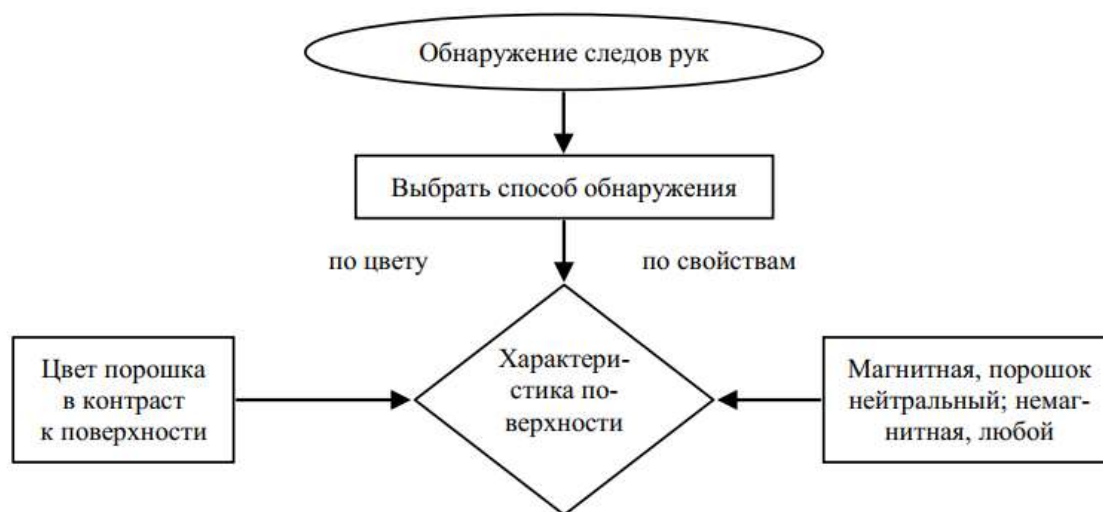 Обнаружение следов рук
Выбрать способ обнаружения
по цвету
по свойствам
Цвет порошка
в контраст
к поверхности
Характери-
стика по-
верхности
Магнитная, порошок
нейтральный; немаг-
нитная, любой